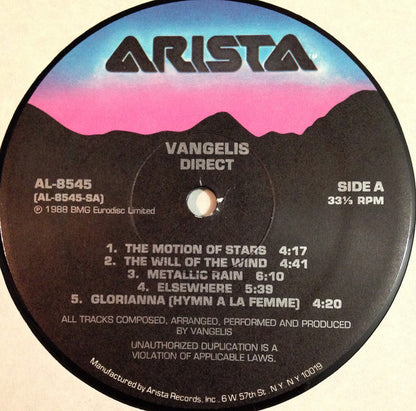 ARISTA
VANGELIS
DIRECT
AL-8545
(AL-8545-SA)
℗ 1988 BMG Eurodisc Limited
SIDE A
33⅓ RPM
1. THE MOTION OF STARS 4:17
2. THE WILL OF THE WIND 4:41
3. METALLIC RAIN 6:10
4. ELSEWHERE 5:39
5. GLORIANNA (HYMN A LA FEMME) 4:20
ALL TRACKS COMPOSED, ARRANGED, PERFORMED AND PRODUCED
BY VANGELIS
UNAUTHORIZED DUPLICATION IS A
VIOLATION OF APPLICABLE LAWS.
Manufactured by Arista Records, Inc. 6 W 57th St. N.Y. N.Y 10019